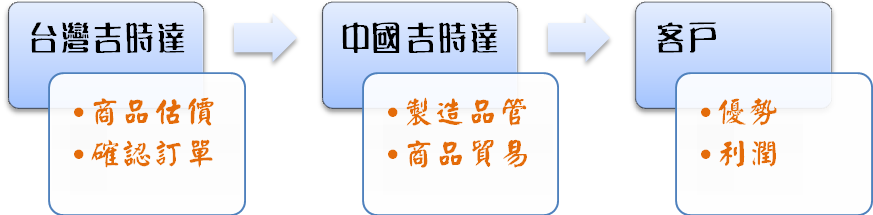 台灣吉時達
•商品估價
•確認訂單
中國吉時達
•製造品管
•商品貿易
客戶
•優勢
•利潤